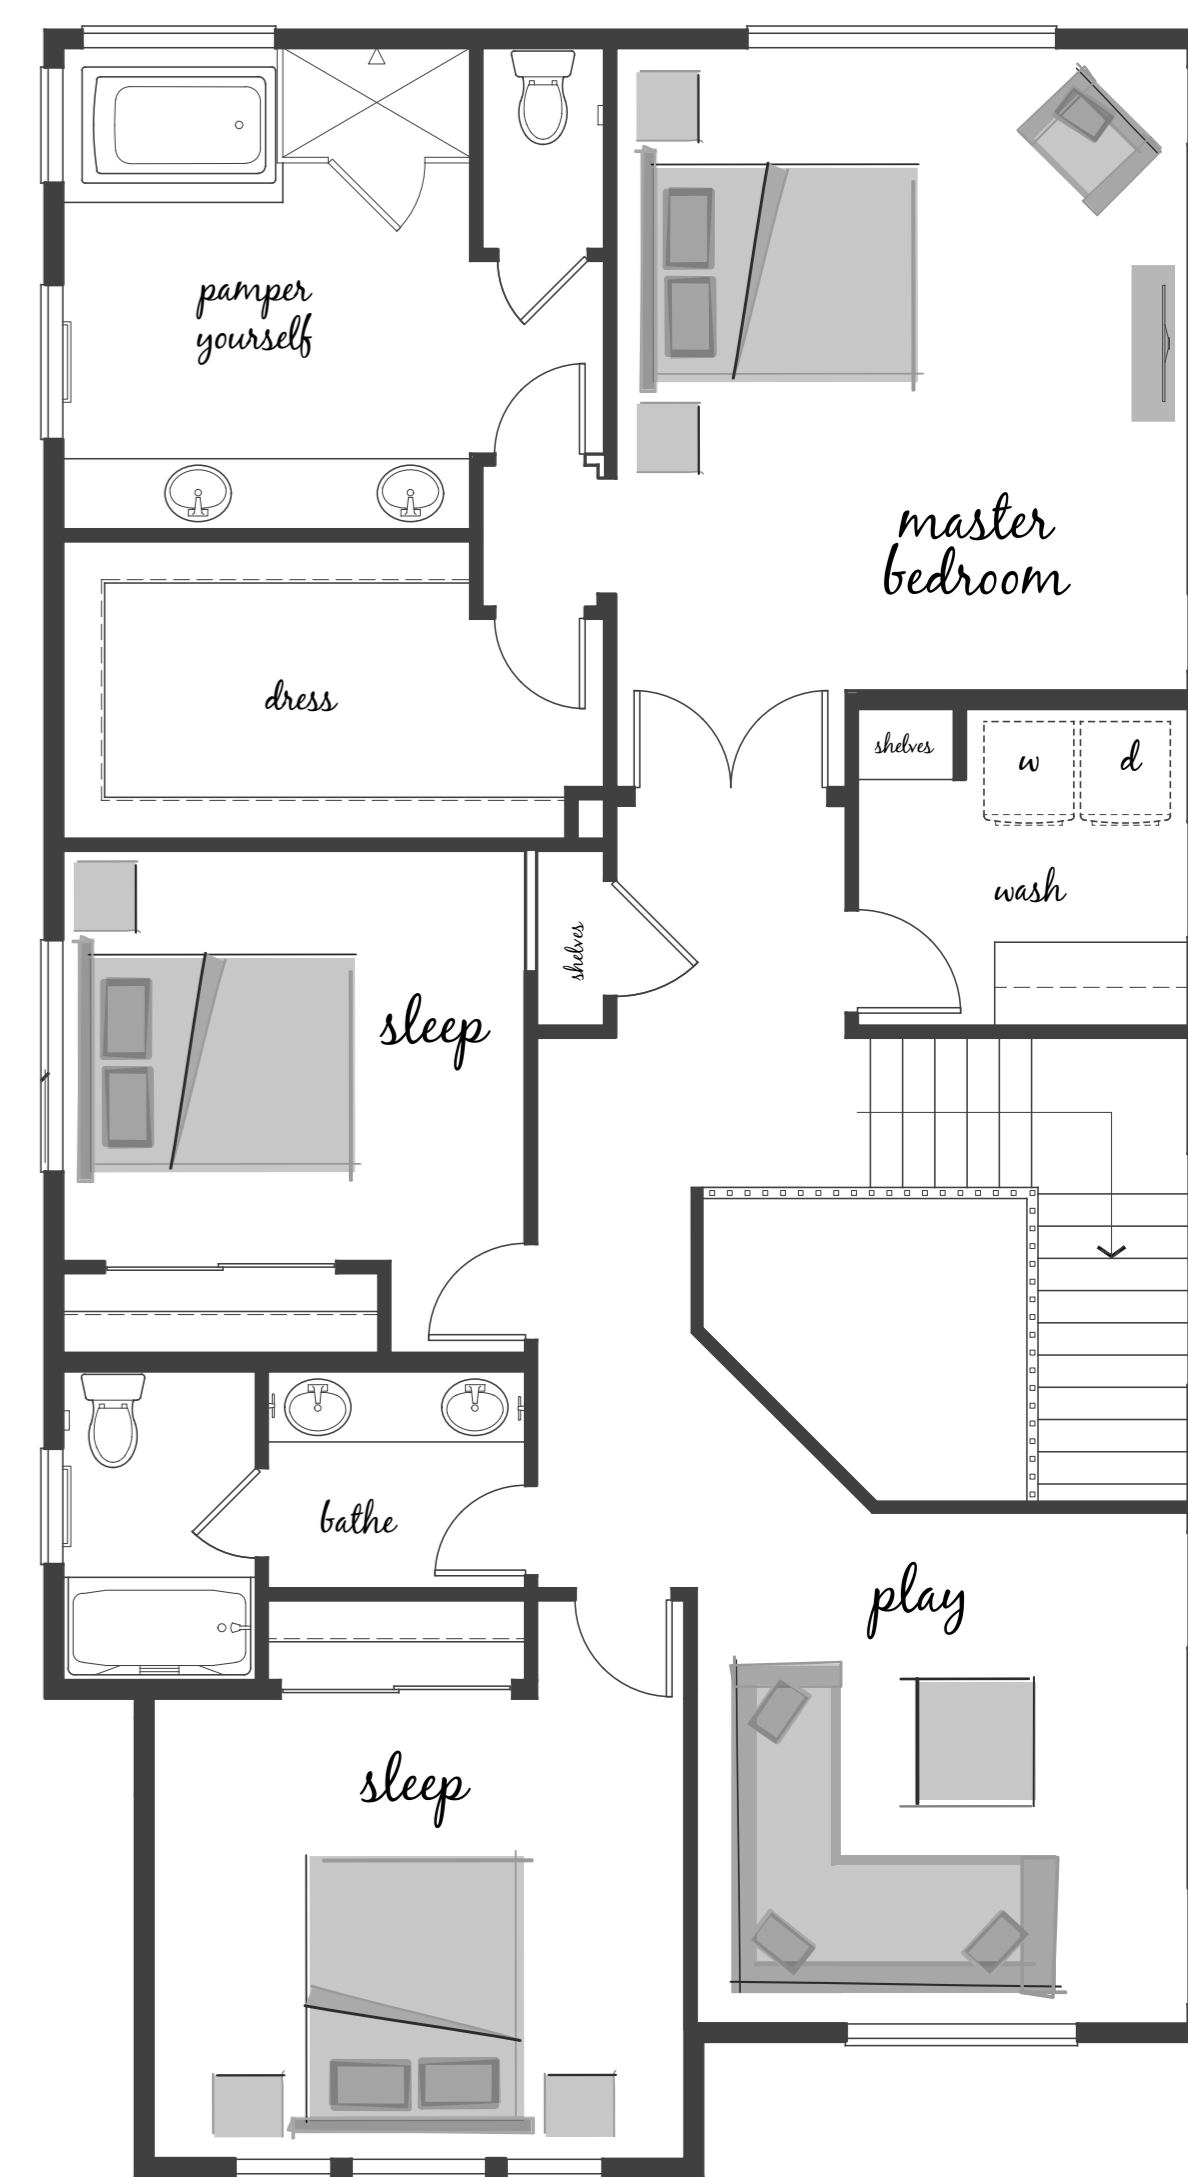 pamper
yourself
master
bedroom
dress
shelves
w
d
wash
shelves
sleep
bathe
play
sleep